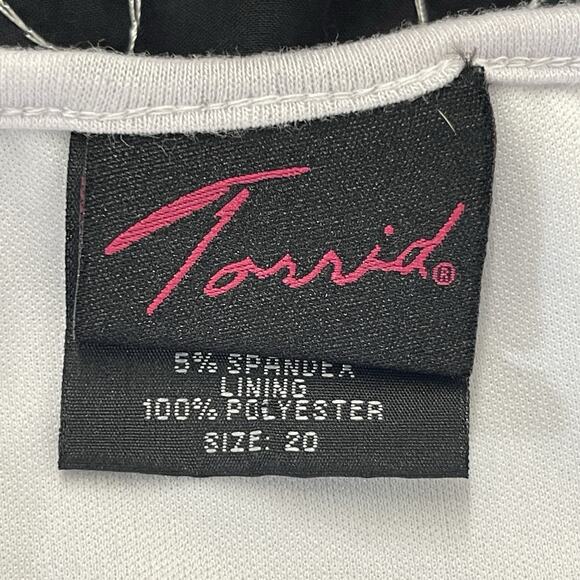 Torrid®
5% SPANDEX
LINING
100% POLYESTER
SIZE: 20